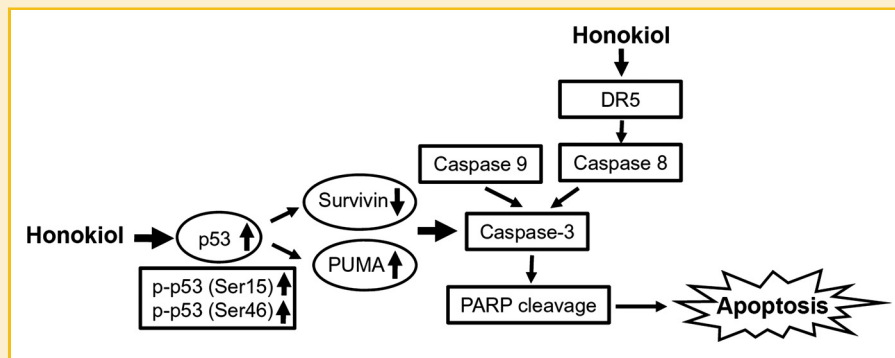 Honokiol
DR5
Caspase 9
Caspase 8
Survivin
Honokiol
p53
Caspase-3
PUMA
p-p53 (Ser15)
p-p53 (Ser46)
PARP cleavage
Apoptosis